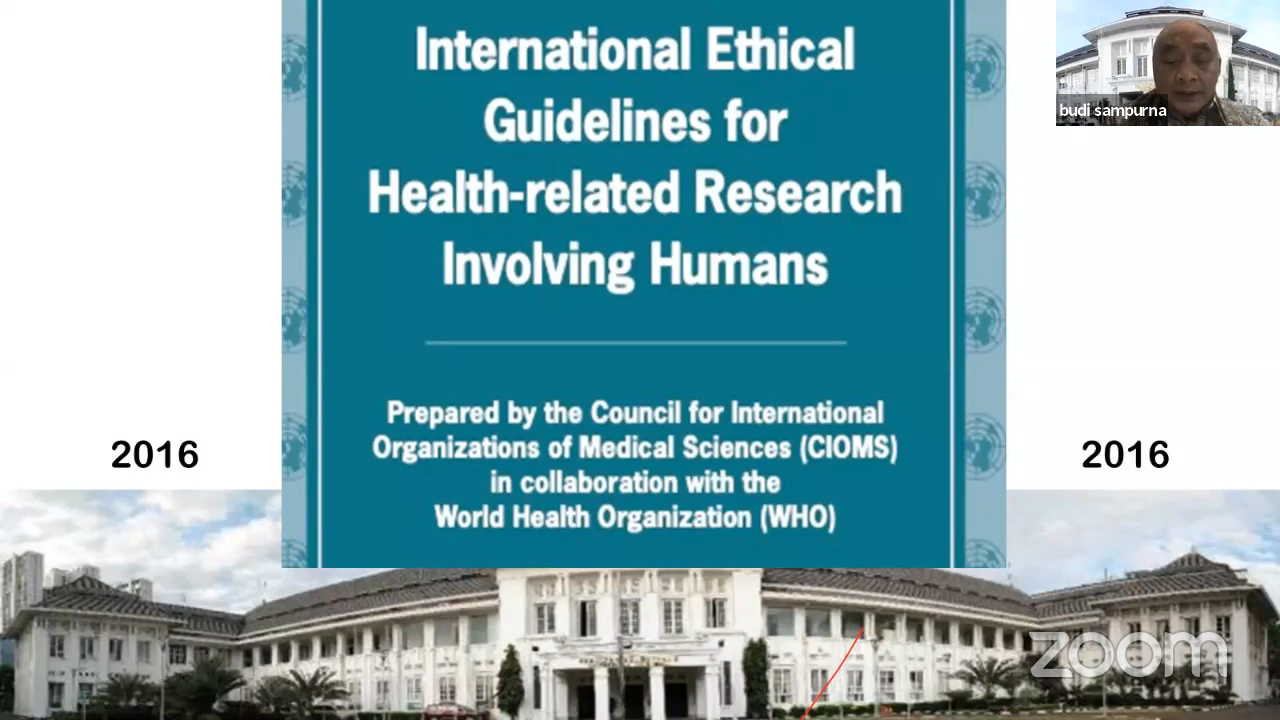 International Ethical
Guidelines for
Health-related Research
Involving Humans
budi sampurna
Prepared by the Council for International
Organizations of Medical Sciences (CIOMS)
in collaboration with the
World Health Organization (WHO)
2016
2016
zoom